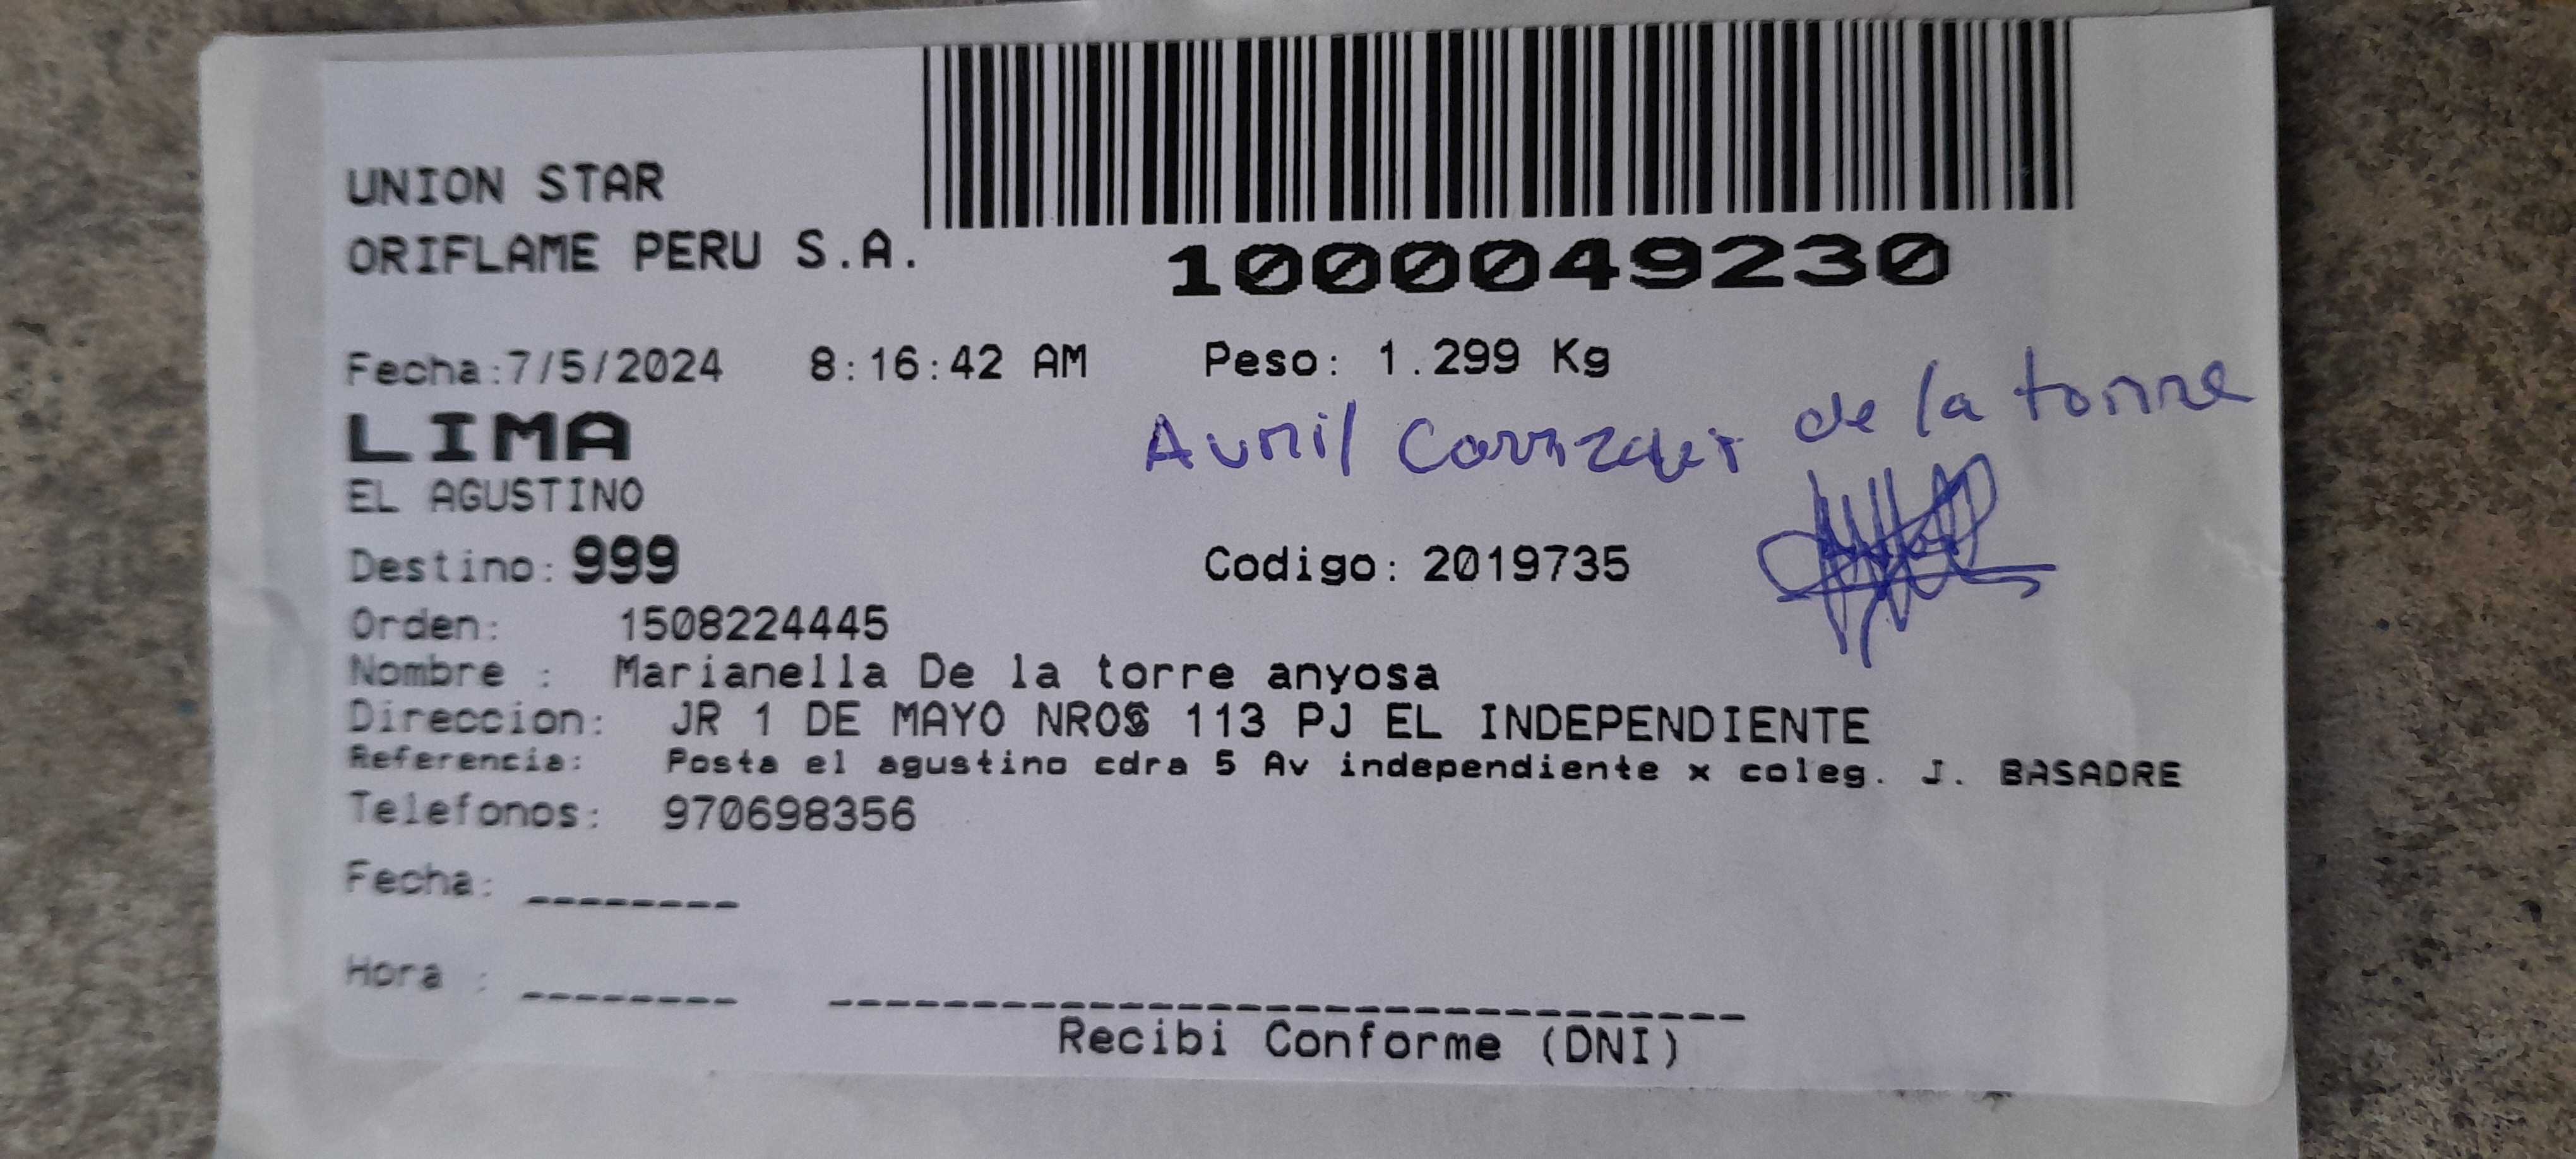 UNION STAR
ORIFLAME PERU S.A.
1000049230
Fecha:7/5/2024 8:16:42 AM Peso: 1.299 Kg
LIMA
Avril de la torre
EL AGUSTINO
Destino: 999 Codigo: 2019735
Orden: 1508224445
Nombre : Marianella De la torre anyosa
Direccion: JR 1 DE MAYO 113 PJ EL INDEPENDIENTE
Referencia: Posta el agustino cdra 5 Av independiente x coleg. J. BASADRE
Telefonos: 970698356
Fecha: ________
Hora : ________
Recibi Conforme (DNI)